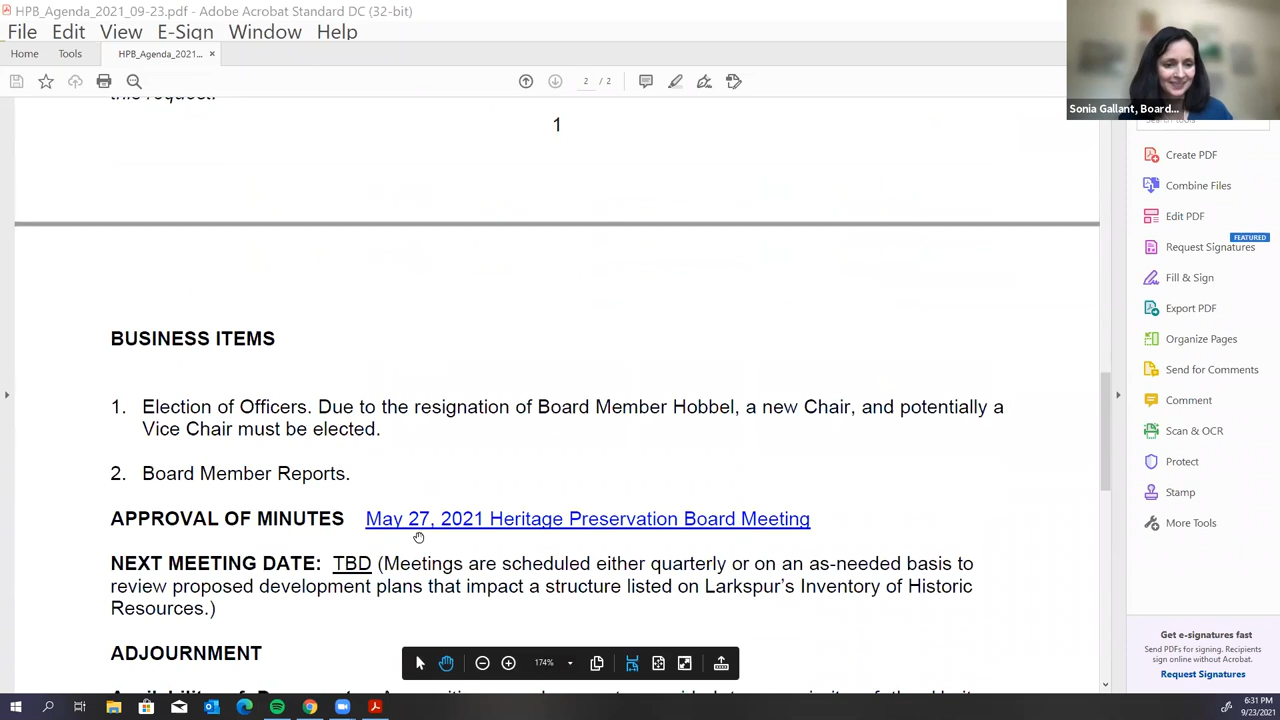 HPB_Agenda_2021_09-23.pdf - Adobe Acrobat Standard DC (32-bit)
File Edit View E-Sign Window Help
Home Tools HPB_Agenda_2021... ×
2 / 2
this request.
1
Sonia Gallant, Board...
Search tools
Create PDF
Combine Files
Edit PDF
FEATURED
Request Signatures
Fill & Sign
Export PDF
Organize Pages
Send for Comments
Comment
Scan & OCR
Protect
Stamp
More Tools
BUSINESS ITEMS
1. Election of Officers. Due to the resignation of Board Member Hobbel, a new Chair, and potentially a
Vice Chair must be elected.
2. Board Member Reports.
APPROVAL OF MINUTES May 27, 2021 Heritage Preservation Board Meeting
NEXT MEETING DATE: TBD (Meetings are scheduled either quarterly or on an as-needed basis to
review proposed development plans that impact a structure listed on Larkspur's Inventory of Historic
Resources.)
ADJOURNMENT
174%
Get e-signatures fast
Send PDFs for signing. Recipients
sign online without Acrobat.
Request Signatures
6:31 PM
9/23/2021